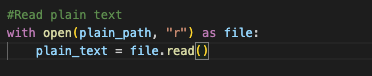 #Read plain text
with open(plain_path, "r") as file:
    plain_text = file.read()